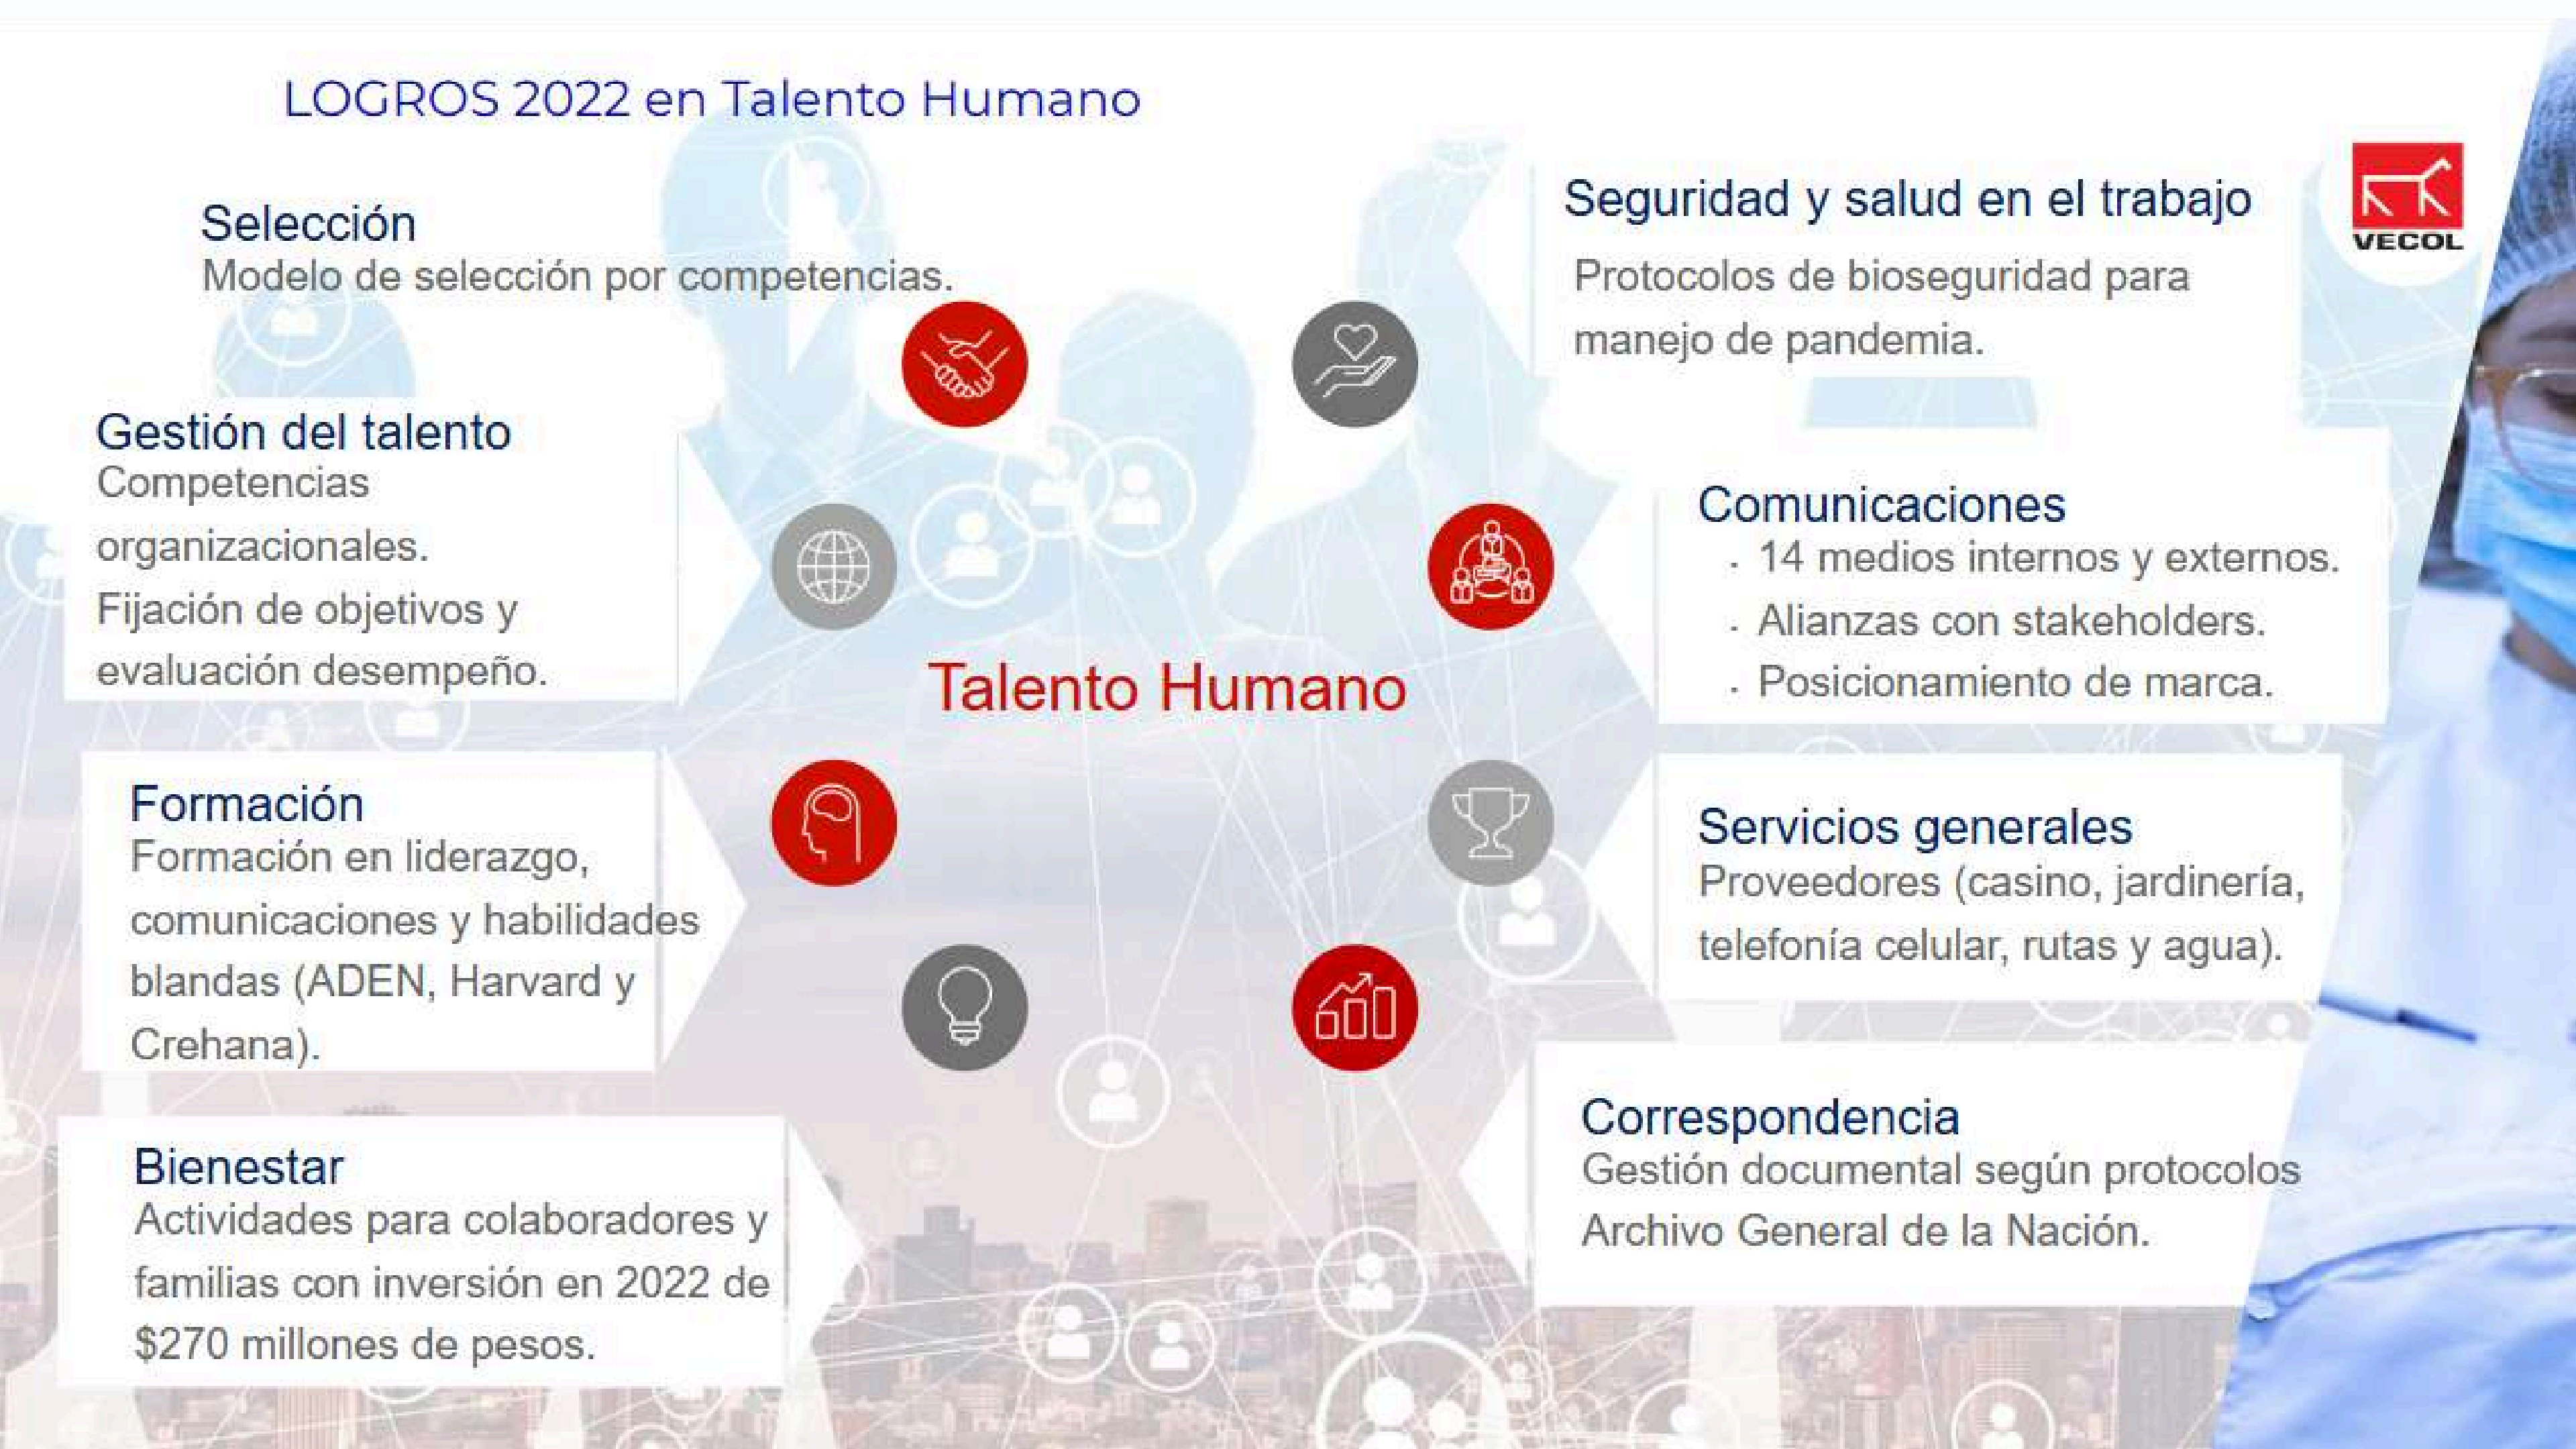 LOGROS 2022 en Talento Humano
Selección
Modelo de selección por competencias.
Gestión del talento
Competencias
organizacionales.
Fijación de objetivos y
evaluación desempeño.
Formación
Formación en liderazgo,
comunicaciones y habilidades
blandas (ADEN, Harvard y
Crehana).
Bienestar
Actividades para colaboradores y
familias con inversión en 2022 de
$270 millones de pesos.
Talento Humano
Seguridad y salud en el trabajo
Protocolos de bioseguridad para
manejo de pandemia.
VECOL
Comunicaciones
· 14 medios internos y externos.
· Alianzas con stakeholders.
· Posicionamiento de marca.
Servicios generales
Proveedores (casino, jardinería,
telefonía celular, rutas y agua).
Correspondencia
Gestión documental según protocolos
Archivo General de la Nación.